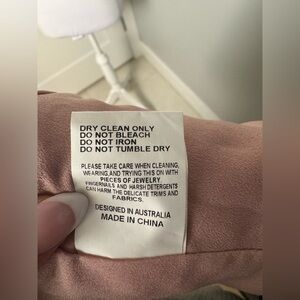 DRY CLEAN ONLY
DO NOT BLEACH
DO NOT IRON
DO NOT TUMBLE DRY
PLEASE TAKE CARE WHEN CLEANING,
WEARING,AND TRYING THIS ON WITH
PIECES OF JEWELRY.
FINGERNAILS AND HARSH DETERGENTS
CAN HARM THE DELICATE TRIMS AND
FABRICS.
DESIGNED IN AUSTRALIA
MADE IN CHINA